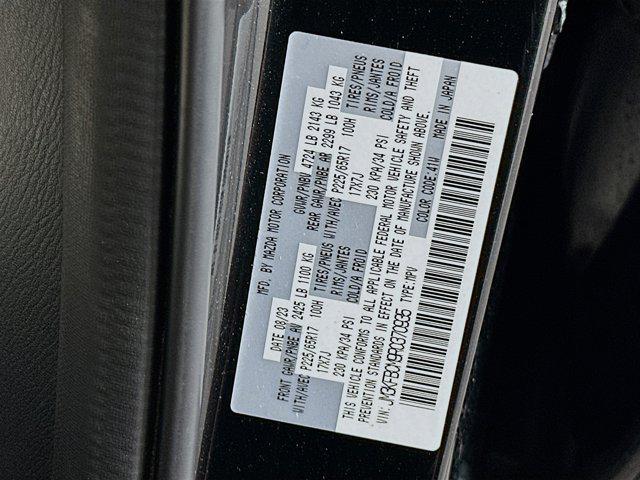 MFD. BY MAZDA MOTOR CORPORATION
DATE 08/23 GVWR/PNBV 4724 LB 2143 KG
FRONT GAWR/PNBE AV 2425 LB 1100 KG REAR GAWR/PNBE AR 2299 LB 1043 KG
WITH/AVEC P225/65R17 100H TIRES/PNEUS WITH/AVEC P225/65R17 100H TIRES/PNEUS
17X7J RIMS/JANTES 17X7J RIMS/JANTES
230 KPA/34 PSI COLD/A FROID 230 KPA/34 PSI COLD/A FROID
THIS VEHICLE CONFORMS TO ALL APPLICABLE FEDERAL MOTOR VEHICLE SAFETY AND THEFT
PREVENTION STANDARDS IN EFFECT ON THE DATE OF MANUFACTURE SHOWN ABOVE.
VIN: TYPE:MPV COLOR CODE:41W MADE IN JAPAN